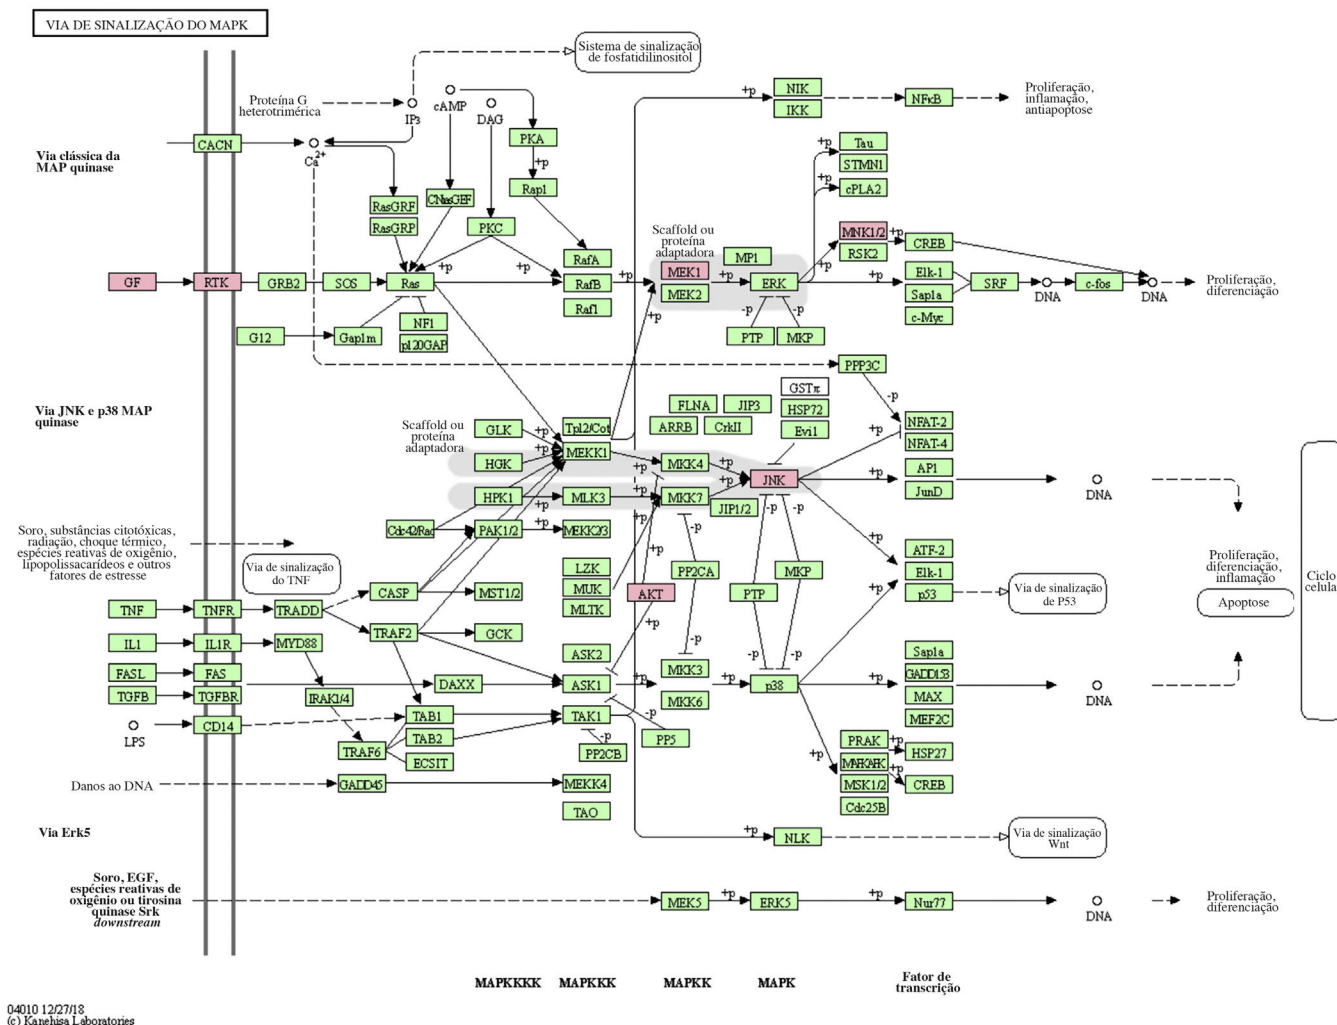 VIA DE SINALIZAÇÃO DO MAPK
Sistema de sinalização
de fosfatidilinositol
Proteína G
heterotrimérica
IP3
cAMP
DAG
NIK
IKK
NFκB
Proliferação,
inflamação,
antiapoptose
Via clássica da
MAP quinase
CACN
Ca2+
PKA
+p
Rap1
RasGRF
RasGRP
CNasGEF
PKC
Tau
STMN1
cPLA2
+p
+p
+p
Scaffold ou
proteína
adaptadora
MNK1/2
RSK2
+p
CREB
GF
RTK
GRB2
SOS
Ras
+p
+p
RafA
RafB
Raf1
+p
MEK1
MEK2
+p
MP1
ERK
+p
+p
Elk-1
Sap1a
c-Myc
SRF
DNA
c-fos
DNA
Proliferação,
diferenciação
G12
Gap1m
NF1
p120GAP
+p
-p
-p
PTP
MKP
PPP3C
-p
Via JNK e p38 MAP
quinase
Scaffold ou
proteína
adaptadora
GLK
HGK
HPK1
+p
+p
+p
+p
Tpl2/Cot
MEKK1
MLK3
+p
FLNA
JIP3
ARRB
CrkII
GSTπ
HSP72
Evi1
MKK4
MKK7
+p
+p
JNK
JIP1/2
NFAT-2
NFAT-4
+p
AP1
JunD
DNA
Cdc42/Rac
PAK1/2
+p
MEKK2/3
Soro, substâncias citotóxicas,
radiação, choque térmico,
espécies reativas de oxigênio,
lipopolissacarídeos e outros
fatores de estresse
Via de sinalização
do TNF
LZK
MUK
MLTK
+p
+p
AKT
+p
-p
PP2CA
-p
-p
-p
MKP
PTP
-p
-p
+p
ATF-2
Elk-1
p53
+p
Via de sinalização
de P53
Proliferação,
diferenciação,
inflamação
Apoptose
Ciclo
celular
CASP
MST1/2
TNF
TNFR
TRADD
TRAF2
GCK
IL1
IL1R
MYD88
ASK2
ASK1
+p
MKK3
MKK6
+p
p38
+p
Sap1a
GADD153
MAX
MEF2C
DNA
FASL
FAS
DAXX
TGFB
TGFBR
IRAK1/4
LPS
CD14
TAB1
TAB2
ECSIT
TRAF6
TAK1
-p
-p
PP2CB
PP5
+p
PRAK
MAPKAPK
MSK1/2
Cdc25B
+p
+p
HSP27
CREB
Danos ao DNA
GADD45
MEKK4
TAO
Via Erk5
+p
NLK
Via de sinalização
Wnt
Soro, EGF,
espécies reativas de
oxigênio ou tirosina
quinase Srk
downstream
MEK5
+p
ERK5
+p
Nur77
DNA
Proliferação,
diferenciação
MAPKKKK
MAPKKK
MAPKK
MAPK
Fator de
transcrição
04010 12/27/18
(c) Kanehisa Laboratories